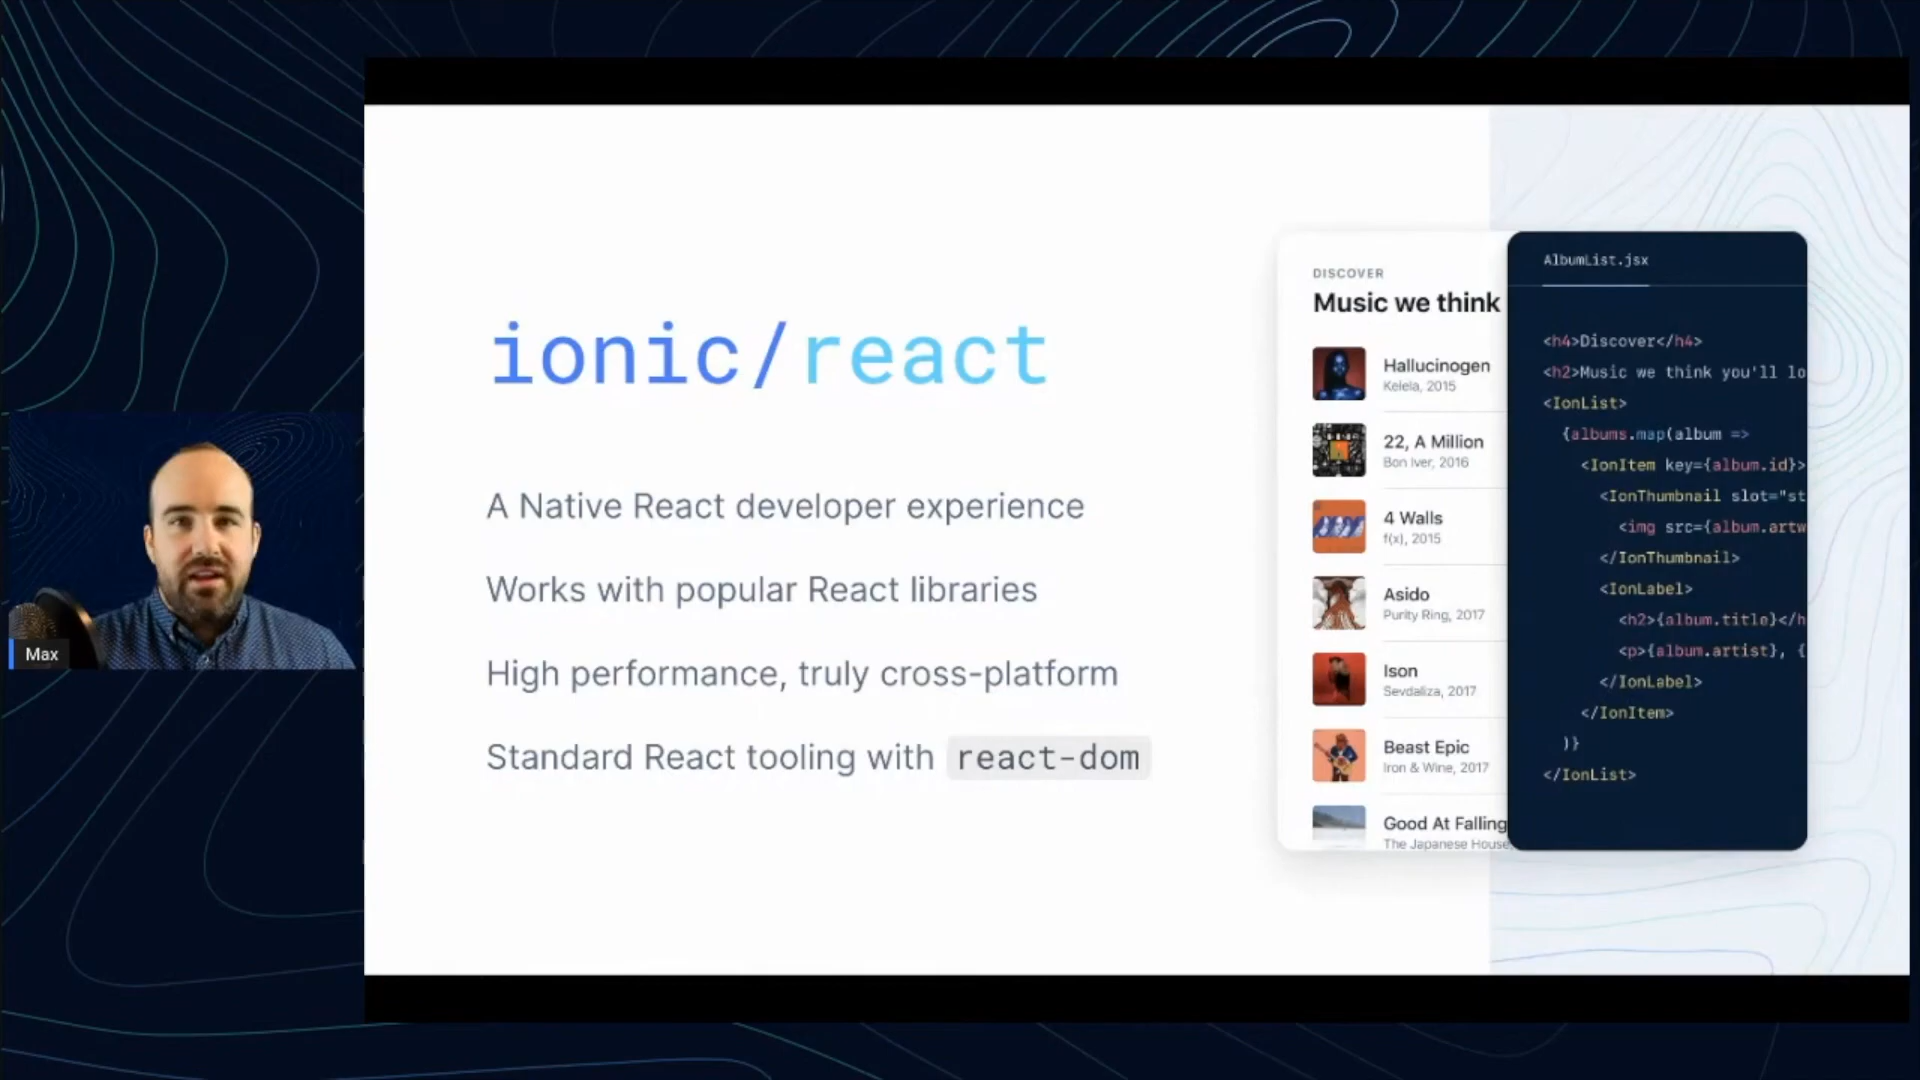 ionic/react
A Native React developer experience
Works with popular React libraries
High performance, truly cross-platform
Standard React tooling with react-dom
DISCOVER
Music we think
Hallucinogen
Kelela, 2015
22, A Million
Bon Iver, 2016
4 Walls
f(x), 2015
Asido
Purity Ring, 2017
Ison
Sevdaliza, 2017
Beast Epic
Iron & Wine, 2017
Good At Falling
The Japanese House,
AlbumList.jsx
<h4>Discover</h4>
<h2>Music we think you'll lo
<IonList>
{albums.map(album =>
<IonItem key={album.id}>
<IonThumbnail slot="st
<img src={album.artw
</IonThumbnail>
<IonLabel>
<h2>{album.title}</h
<p>{album.artist}, {
</IonLabel>
</IonItem>
)}
</IonList>
Max